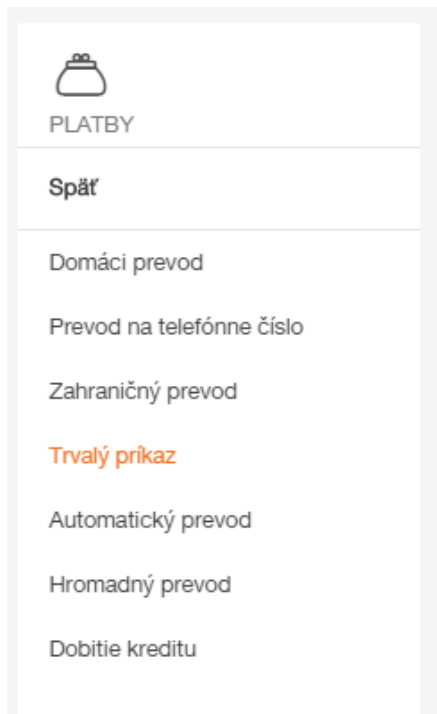 PLATBY
Späť
Domáci prevod
Prevod na telefónne číslo
Zahraničný prevod
Trvalý príkaz
Automatický prevod
Hromadný prevod
Dobitie kreditu